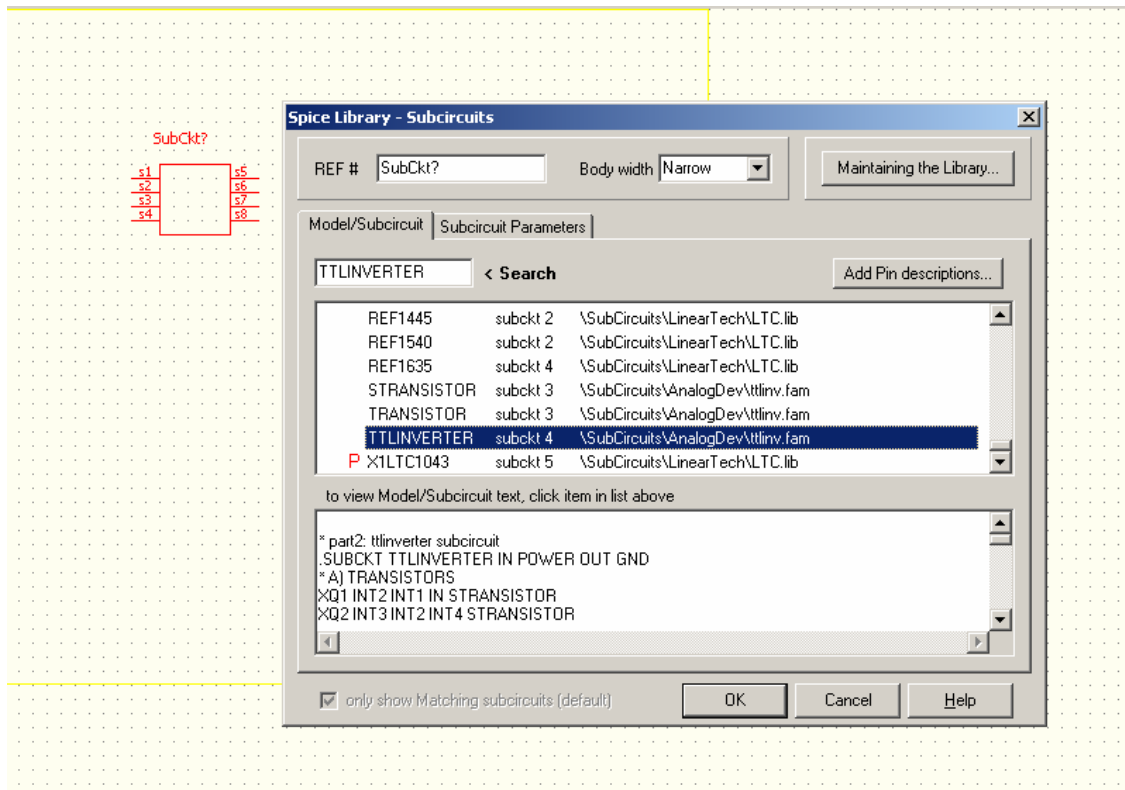 SubCkt?
s1 s5
s2 s6
s3 s7
s4 s8
Spice Library - Subcircuits
REF # SubCkt? Body width Narrow Maintaining the Library...
Model/Subcircuit Subcircuit Parameters
TTLINVERTER < Search Add Pin descriptions...
REF1445 subckt 2 \SubCircuits\LinearTech\LTC.lib
REF1540 subckt 2 \SubCircuits\LinearTech\LTC.lib
REF1635 subckt 4 \SubCircuits\LinearTech\LTC.lib
STRANSISTOR subckt 3 \SubCircuits\AnalogDev\ttlinv.fam
TRANSISTOR subckt 3 \SubCircuits\AnalogDev\ttlinv.fam
TTLINVERTER subckt 4 \SubCircuits\AnalogDev\ttlinv.fam
P X1LTC1043 subckt 5 \SubCircuits\LinearTech\LTC.lib
to view Model/Subcircuit text, click item in list above
* part2: ttlinverter subcircuit
.SUBCKT TTLINVERTER IN POWER OUT GND
* A) TRANSISTORS
XQ1 INT2 INT1 IN STRANSISTOR
XQ2 INT3 INT2 INT4 STRANSISTOR
only show Matching subcircuits (default) OK Cancel Help